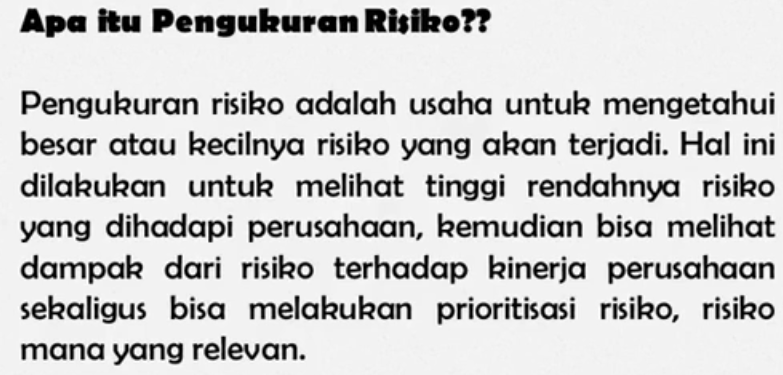 Apa itu Pengukuran Risiko??
Pengukuran risiko adalah usaha untuk mengetahui
besar atau kecilnya risiko yang akan terjadi. Hal ini
dilakukan untuk melihat tinggi rendahnya risiko
yang dihadapi perusahaan, kemudian bisa melihat
dampak dari risiko terhadap kinerja perusahaan
sekaligus bisa melakukan prioritisasi risiko, risiko
mana yang relevan.